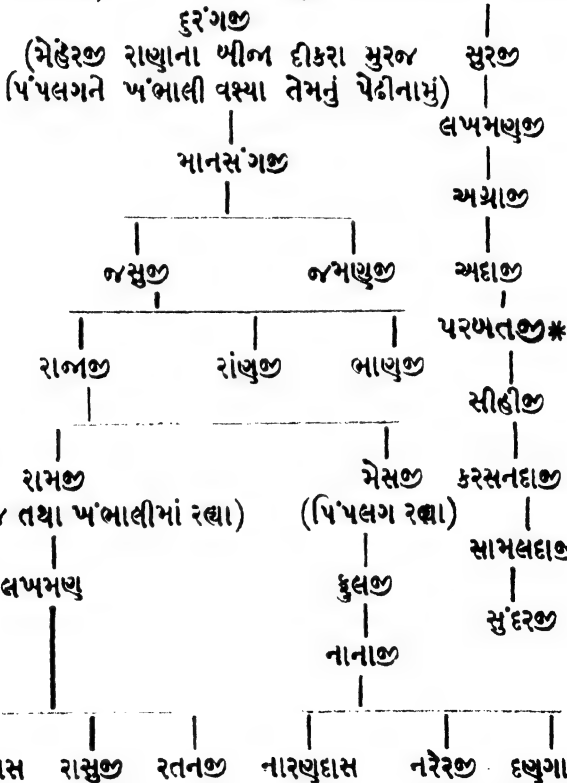 દુરંગજી
(મેહેરજી રાણાના બીજા દીકરા મુરજ સુરજી
પિંપલગને ખંભાલી વસ્યા તેમનું પેઢીનામું)
લખમણજી
માનસંગજી
અગ્રાજી
જસુજી જમણજી અદાજી
પરબતજી*
રાજાજી રાંણજી ભાણજી
સીહીજી
રામજી મેસજી કરસનદાજી
તથા ખંભાલીમાં રહ્યા) (પિંપલગ રહ્યા)
સામલદાજી
લખમણ કુલજી
સુંદરજી
નાનાજી
રાસુજી રતનજી નારણદાસ નરેરજી